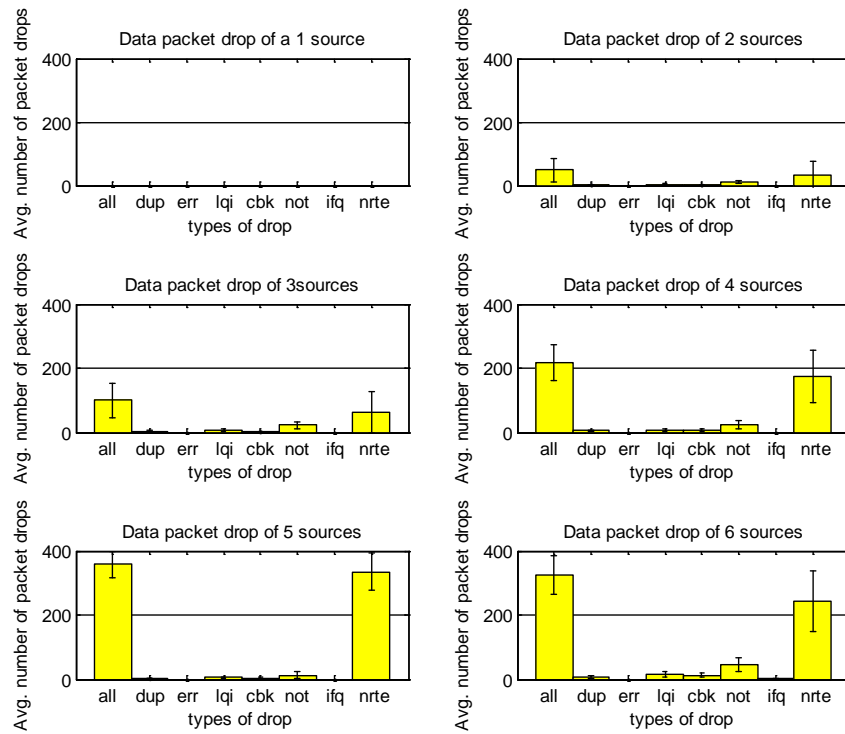 Data packet drop of a 1 source
Avg. number of packet drops
400
200
0
all dup err lqi cbk not ifq nrte
types of drop
Data packet drop of 2 sources
Avg. number of packet drops
400
200
0
all dup err lqi cbk not ifq nrte
types of drop
Data packet drop of 3sources
Avg. number of packet drops
400
200
0
all dup err lqi cbk not ifq nrte
types of drop
Data packet drop of 4 sources
Avg. number of packet drops
400
200
0
all dup err lqi cbk not ifq nrte
types of drop
Data packet drop of 5 sources
Avg. number of packet drops
400
200
0
all dup err lqi cbk not ifq nrte
types of drop
Data packet drop of 6 sources
Avg. number of packet drops
400
200
0
all dup err lqi cbk not ifq nrte
types of drop